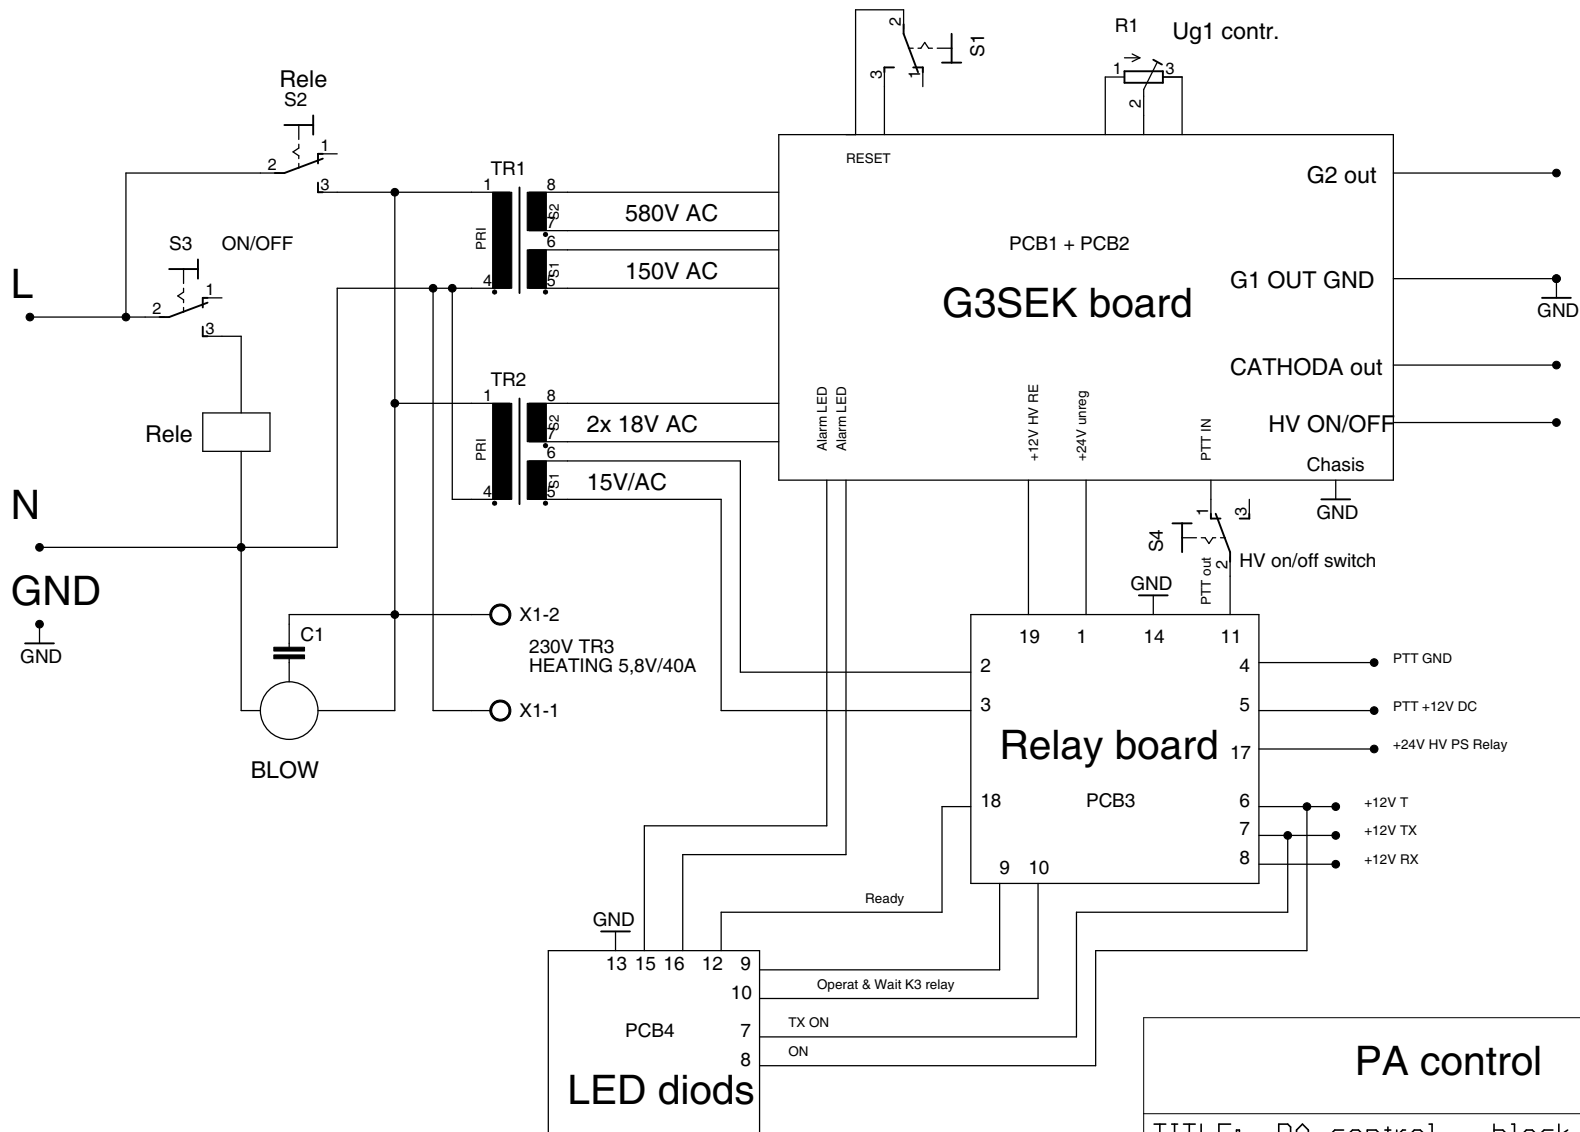 2
S1
3
1
R1
Ug1 contr.
1
3
2
Rele
S2
1
2
3
RESET
TR1
1
8
S2
7
PRI
6
S1
4
5
580V AC
150V AC
G2 out
PCB1 + PCB2
G3SEK board
G1 OUT GND
GND
CATHODA out
HV ON/OFF
Chasis
GND
S3
ON/OFF
L
1
2
3
Rele
TR2
1
8
S2
7
PRI
6
S1
4
5
2x 18V AC
15V/AC
Alarm LED
Alarm LED
+12V HV RE
+24V unreg
PTT IN
N
GND
GND
1
3
S4
2
PTT out
HV on/off switch
GND
C1
BLOW
X1-2
230V TR3
HEATING 5,8V/40A
X1-1
19
1
14
11
2
4
PTT GND
3
5
PTT +12V DC
Relay board
17
+24V HV PS Relay
18
PCB3
6
+12V T
7
+12V TX
8
+12V RX
9
10
Ready
GND
13
15
16
12
9
10
Operat & Wait K3 relay
PCB4
7
TX ON
8
ON
LED diods
PA control
TITLE: PA control - block